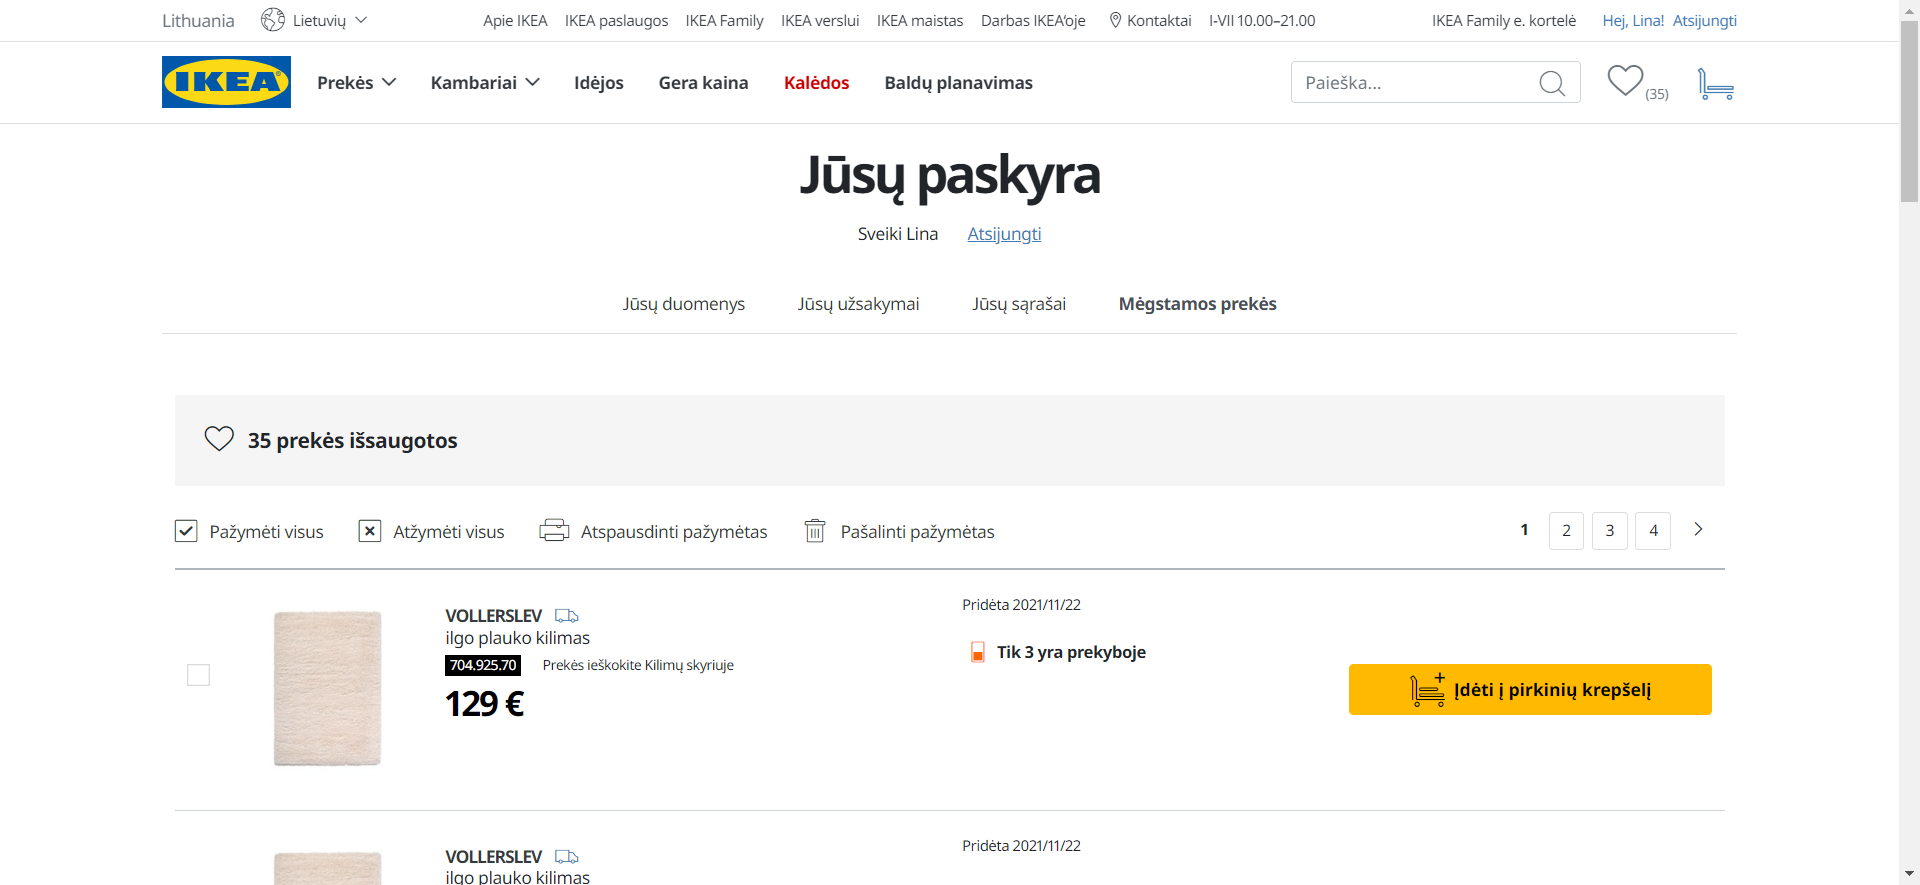 Lithuania Lietuvių Apie IKEA IKEA paslaugos IKEA Family IKEA verslui IKEA maistas Darbas IKEA'oje Kontaktai I-VII 10.00–21.00 IKEA Family e. kortelė Hej, Lina! Atsijungti
IKEA Prekės Kambariai Idėjos Gera kaina Kalėdos Baldų planavimas Paieška... (35)
Jūsų paskyra
Sveiki Lina Atsijungti
Jūsų duomenys Jūsų užsakymai Jūsų sąrašai Mėgstamos prekės
35 prekės išsaugotos
Pažymėti visus Atžymėti visus Atspausdinti pažymėtas Pašalinti pažymėtas 1 2 3 4
Pridėta 2021/11/22
VOLLERSLEV
ilgo plauko kilimas
Tik 3 yra prekyboje
704.925.70 Prekės ieškokite Kilimų skyriuje
Įdėti į pirkinių krepšelį
129 €
Pridėta 2021/11/22
VOLLERSLEV
ilgo plauko kilimas